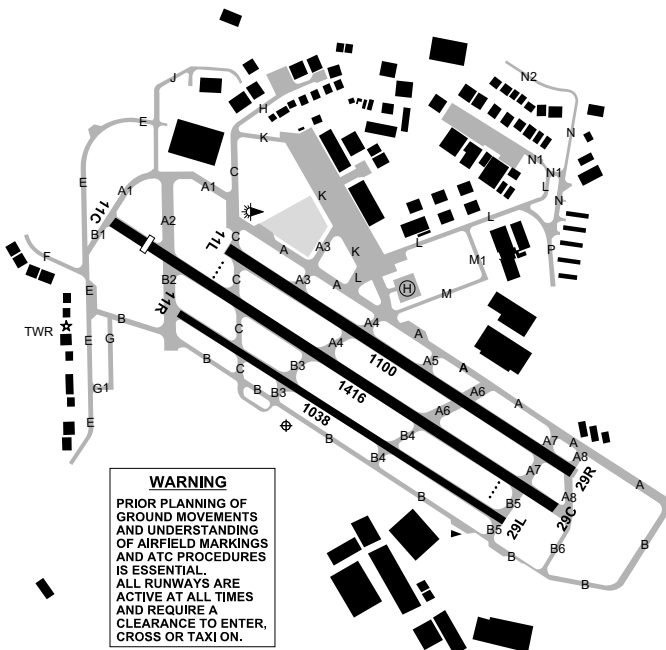 N2
J
H
E
N
K
C
N1
E
A1
A1
N1
L
K
N
11C
A2
L
B1
C
11L
A
A3
K
L
P
F
M1
B2
A3
A
L
C
H
M
E
11R
B
A4
TWR
E
G
C
A4
A
B
1100
A5
A
B3
A6
G1
C
B
B3
1416
A
E
1038
A6
B
B4
A7
A
B4
A7
A8
B
29R
A
B5
A8
B5
29L
29C
B
B6
B
B
WARNING
PRIOR PLANNING OF
GROUND MOVEMENTS
AND UNDERSTANDING
OF AIRFIELD MARKINGS
AND ATC PROCEDURES
IS ESSENTIAL.
ALL RUNWAYS ARE
ACTIVE AT ALL TIMES
AND REQUIRE A
CLEARANCE TO ENTER,
CROSS OR TAXI ON.